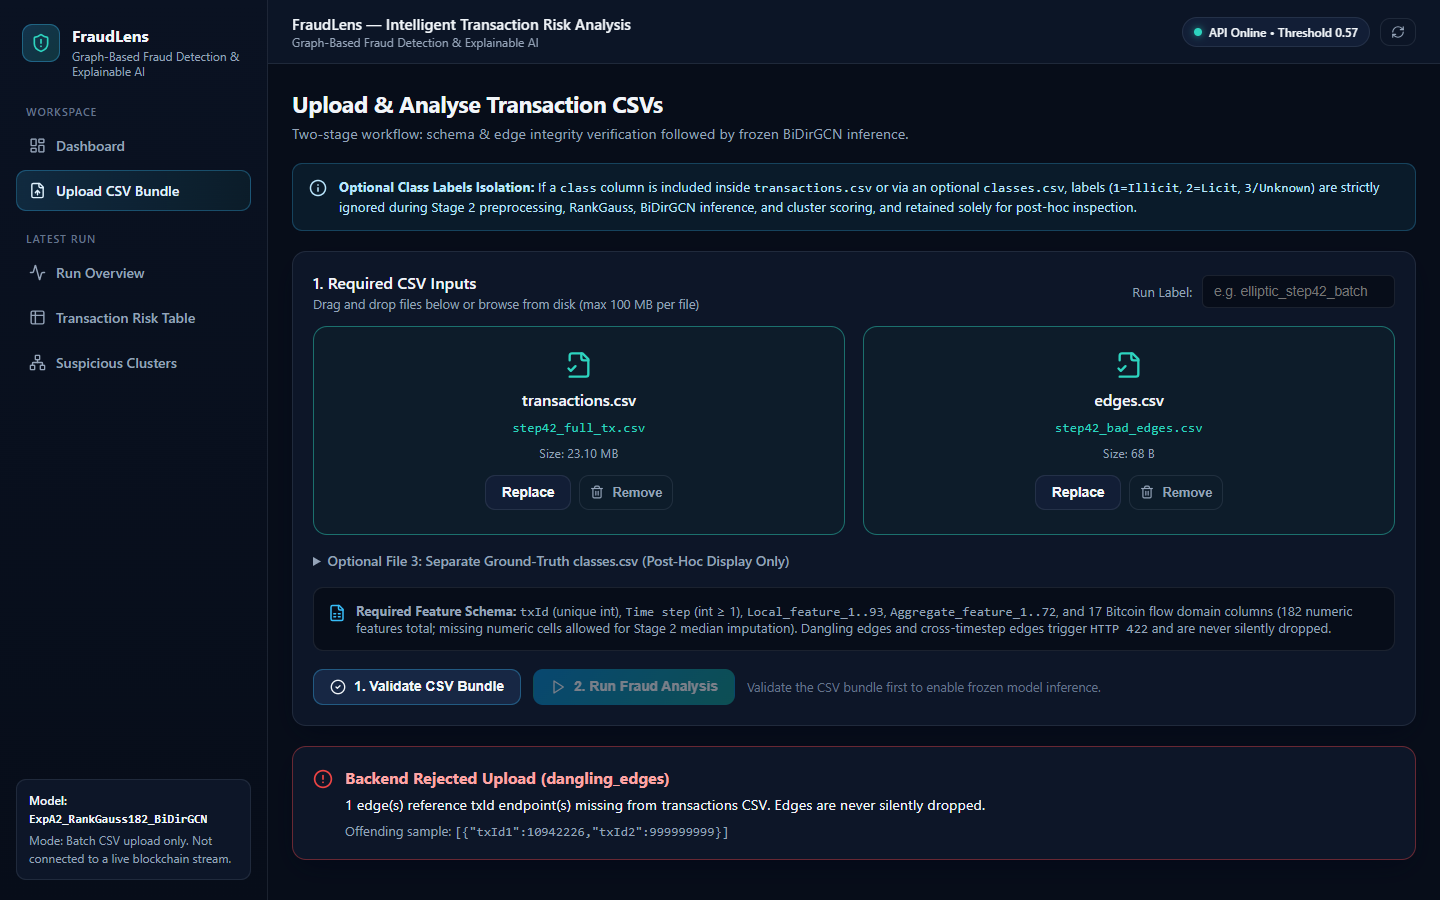 FraudLens
Graph-Based Fraud Detection &
Explainable AI
WORKSPACE
Dashboard
Upload CSV Bundle
LATEST RUN
Run Overview
Transaction Risk Table
Suspicious Clusters
Model:
ExpA2_RankGauss182_BiDirGCN
Mode: Batch CSV upload only. Not
connected to a live blockchain stream.
FraudLens — Intelligent Transaction Risk Analysis
Graph-Based Fraud Detection & Explainable AI
API Online • Threshold 0.57
Upload & Analyse Transaction CSVs
Two-stage workflow: schema & edge integrity verification followed by frozen BiDirGCN inference.
Optional Class Labels Isolation: If a class column is included inside transactions.csv or via an optional classes.csv, labels (1=Illicit, 2=Licit, 3/Unknown) are strictly
ignored during Stage 2 preprocessing, RankGauss, BiDirGCN inference, and cluster scoring, and retained solely for post-hoc inspection.
1. Required CSV Inputs
Drag and drop files below or browse from disk (max 100 MB per file)
Run Label:
e.g. elliptic_step42_batch
transactions.csv
step42_full_tx.csv
Size: 23.10 MB
Replace
Remove
edges.csv
step42_bad_edges.csv
Size: 68 B
Replace
Remove
▶ Optional File 3: Separate Ground-Truth classes.csv (Post-Hoc Display Only)
Required Feature Schema: txId (unique int), Time step (int ≥ 1), Local_feature_1..93, Aggregate_feature_1..72, and 17 Bitcoin flow domain columns (182 numeric
features total; missing numeric cells allowed for Stage 2 median imputation). Dangling edges and cross-timestep edges trigger HTTP 422 and are never silently dropped.
1. Validate CSV Bundle
2. Run Fraud Analysis
Validate the CSV bundle first to enable frozen model inference.
Backend Rejected Upload (dangling_edges)
1 edge(s) reference txId endpoint(s) missing from transactions CSV. Edges are never silently dropped.
Offending sample: [{"txId1":10942226,"txId2":999999999}]